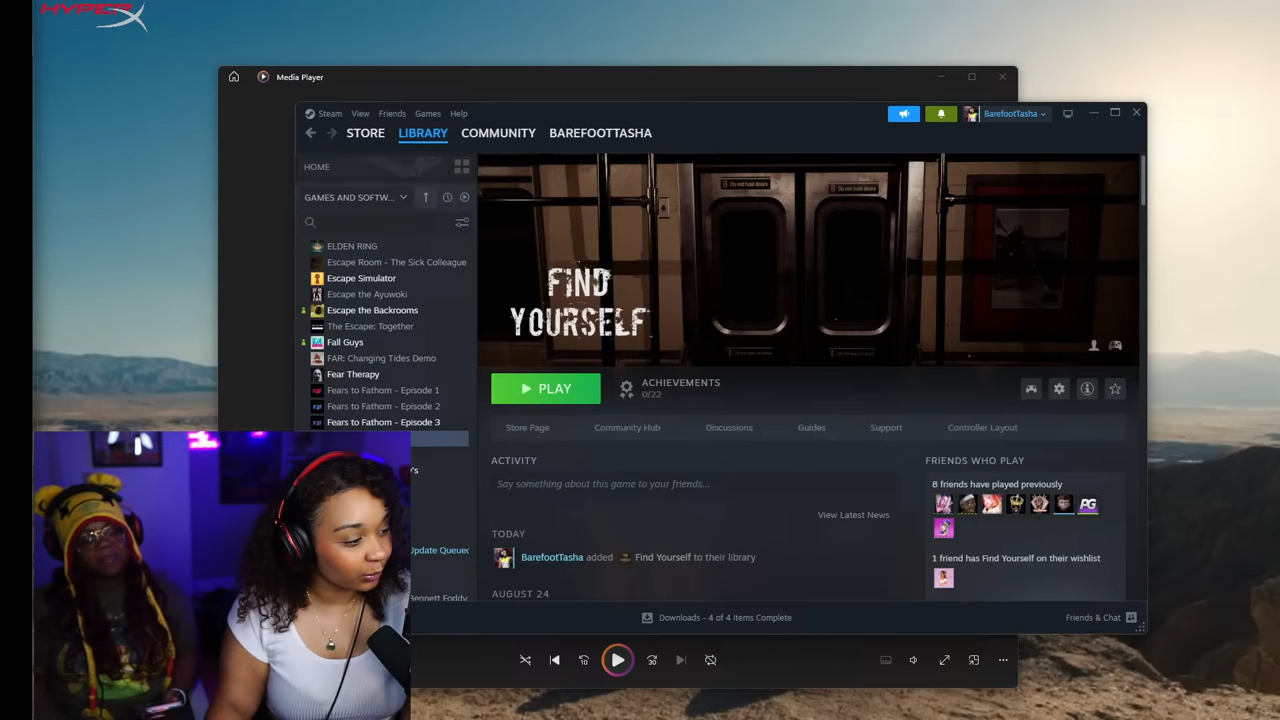 HYPERX
Media Player
Steam View Friends Games Help
BarefootTasha
STORE LIBRARY COMMUNITY BAREFOOTTASHA
HOME
GAMES AND SOFTW...
ELDEN RING
Escape Room - The Sick Colleague
Escape Simulator
Escape the Ayuwoki
Escape the Backrooms
The Escape: Together
Fall Guys
FAR: Changing Tides Demo
Fear Therapy
Fears to Fathom - Episode 1
Fears to Fathom - Episode 2
Fears to Fathom - Episode 3
Update Queued
Bennett Foddy
Do not hold doors
Do not hold doors
FIND
YOURSELF
PLAY
ACHIEVEMENTS
0/22
Store Page Community Hub Discussions Guides Support Controller Layout
ACTIVITY
Say something about this game to your friends...
View Latest News
TODAY
BarefootTasha added Find Yourself to their library
AUGUST 24
FRIENDS WHO PLAY
8 friends have played previously
PG
1 friend has Find Yourself on their wishlist
Downloads - 4 of 4 Items Complete
Friends & Chat
10
30